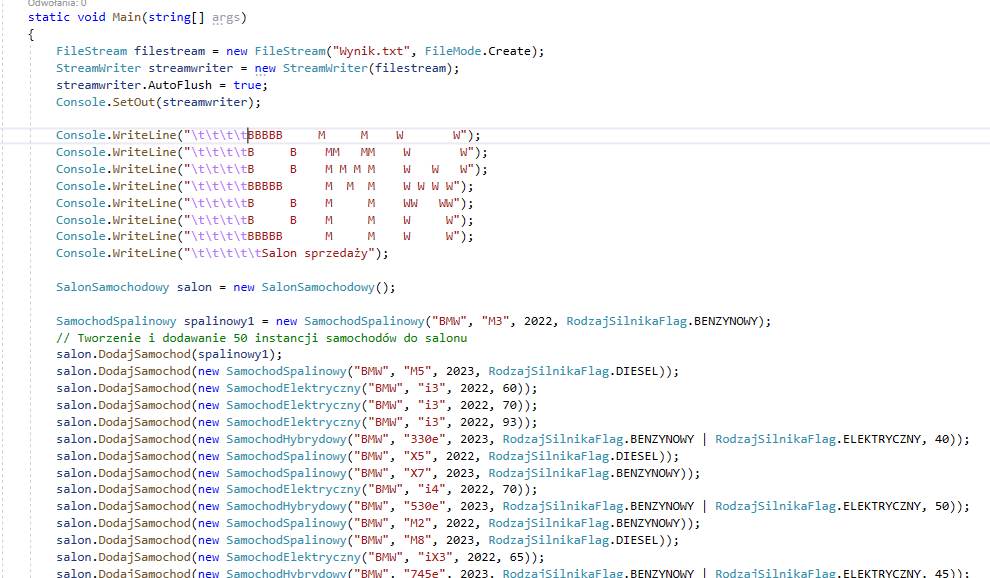 Odwołania: 0
static void Main(string[] args)
{
    FileStream filestream = new FileStream("Wynik.txt", FileMode.Create);
    StreamWriter streamwriter = new StreamWriter(filestream);
    streamwriter.AutoFlush = true;
    Console.SetOut(streamwriter);

    Console.WriteLine("\t\t\t\tBBBBB     M     M    W       W");
    Console.WriteLine("\t\t\t\tB     B    MM   MM    W       W");
    Console.WriteLine("\t\t\t\tB     B    M M M M    W   W   W");
    Console.WriteLine("\t\t\t\tBBBBB      M  M  M    W W W W");
    Console.WriteLine("\t\t\t\tB     B    M     M    WW   WW");
    Console.WriteLine("\t\t\t\tB     B    M     M    W     W");
    Console.WriteLine("\t\t\t\tBBBBB      M     M    W     W");
    Console.WriteLine("\t\t\t\t\tSalon sprzedaży");

    SalonSamochodowy salon = new SalonSamochodowy();

    SamochodSpalinowy spalinowy1 = new SamochodSpalinowy("BMW", "M3", 2022, RodzajSilnikaFlag.BENZYNOWY);
    // Tworzenie i dodawanie 50 instancji samochodów do salonu
    salon.DodajSamochod(spalinowy1);
    salon.DodajSamochod(new SamochodSpalinowy("BMW", "M5", 2023, RodzajSilnikaFlag.DIESEL));
    salon.DodajSamochod(new SamochodElektryczny("BMW", "i3", 2022, 60));
    salon.DodajSamochod(new SamochodElektryczny("BMW", "i3", 2022, 70));
    salon.DodajSamochod(new SamochodElektryczny("BMW", "i3", 2022, 93));
    salon.DodajSamochod(new SamochodHybrydowy("BMW", "330e", 2023, RodzajSilnikaFlag.BENZYNOWY | RodzajSilnikaFlag.ELEKTRYCZNY, 40));
    salon.DodajSamochod(new SamochodSpalinowy("BMW", "X5", 2022, RodzajSilnikaFlag.DIESEL));
    salon.DodajSamochod(new SamochodSpalinowy("BMW", "X7", 2023, RodzajSilnikaFlag.BENZYNOWY));
    salon.DodajSamochod(new SamochodElektryczny("BMW", "i4", 2022, 70));
    salon.DodajSamochod(new SamochodHybrydowy("BMW", "530e", 2023, RodzajSilnikaFlag.BENZYNOWY | RodzajSilnikaFlag.ELEKTRYCZNY, 50));
    salon.DodajSamochod(new SamochodSpalinowy("BMW", "M2", 2022, RodzajSilnikaFlag.BENZYNOWY));
    salon.DodajSamochod(new SamochodSpalinowy("BMW", "M8", 2023, RodzajSilnikaFlag.DIESEL));
    salon.DodajSamochod(new SamochodElektryczny("BMW", "iX3", 2022, 65));
    salon.DodajSamochod(new SamochodHybrydowy("BMW", "745e", 2023, RodzajSilnikaFlag.BENZYNOWY | RodzajSilnikaFlag.ELEKTRYCZNY, 45));